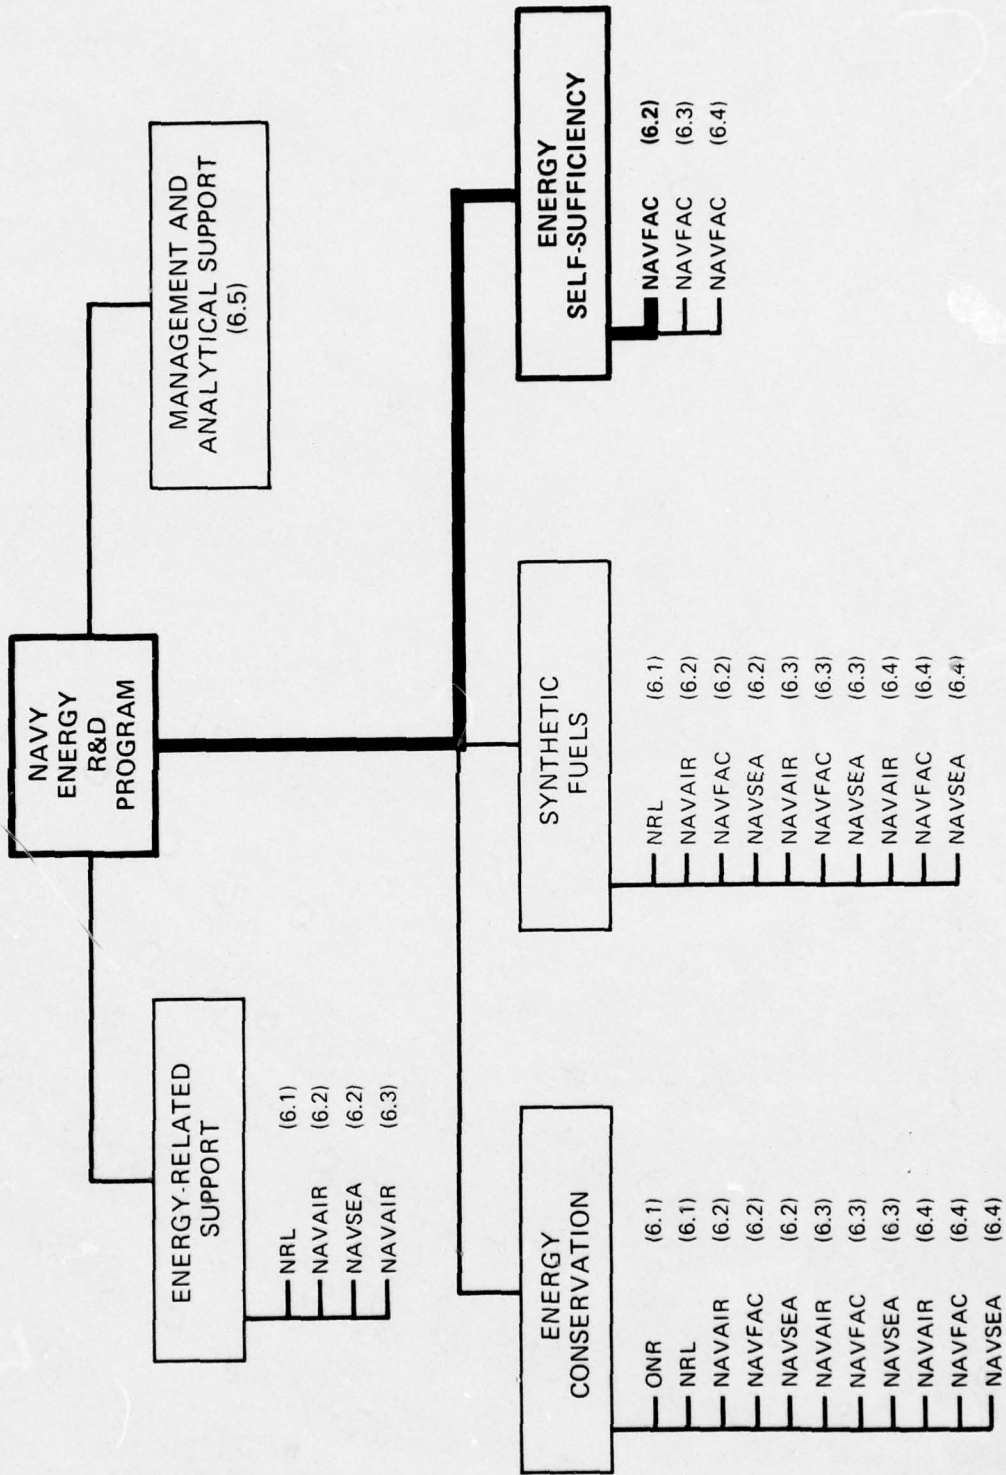 NAVY
ENERGY
R&D
PROGRAM
ENERGY-RELATED
SUPPORT
NRL (6.1)
NAVAIR (6.2)
NAVSEA (6.2)
NAVAIR (6.3)
MANAGEMENT AND
ANALYTICAL SUPPORT
(6.5)
ENERGY
CONSERVATION
ONR (6.1)
NRL (6.1)
NAVAIR (6.2)
NAVFAC (6.2)
NAVSEA (6.2)
NAVAIR (6.3)
NAVFAC (6.3)
NAVSEA (6.3)
NAVAIR (6.4)
NAVFAC (6.4)
NAVSEA (6.4)
SYNTHETIC
FUELS
NRL (6.1)
NAVAIR (6.2)
NAVFAC (6.2)
NAVSEA (6.2)
NAVAIR (6.3)
NAVFAC (6.3)
NAVSEA (6.3)
NAVAIR (6.4)
NAVFAC (6.4)
NAVSEA (6.4)
ENERGY
SELF-SUFFICIENCY
NAVFAC (6.2)
NAVFAC (6.3)
NAVFAC (6.4)